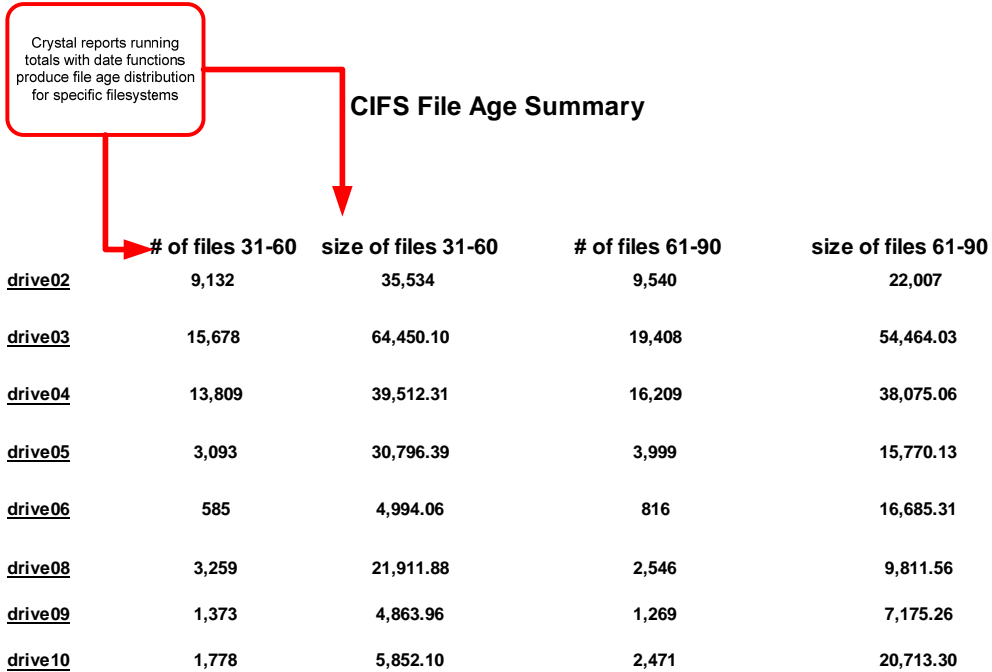 Crystal reports running
totals with date functions
produce file age distribution
for specific filesystems
CIFS File Age Summary
# of files 31-60 size of files 31-60 # of files 61-90 size of files 61-90
drive02 9,132 35,534 9,540 22,007
drive03 15,678 64,450.10 19,408 54,464.03
drive04 13,809 39,512.31 16,209 38,075.06
drive05 3,093 30,796.39 3,999 15,770.13
drive06 585 4,994.06 816 16,685.31
drive08 3,259 21,911.88 2,546 9,811.56
drive09 1,373 4,863.96 1,269 7,175.26
drive10 1,778 5,852.10 2,471 20,713.30